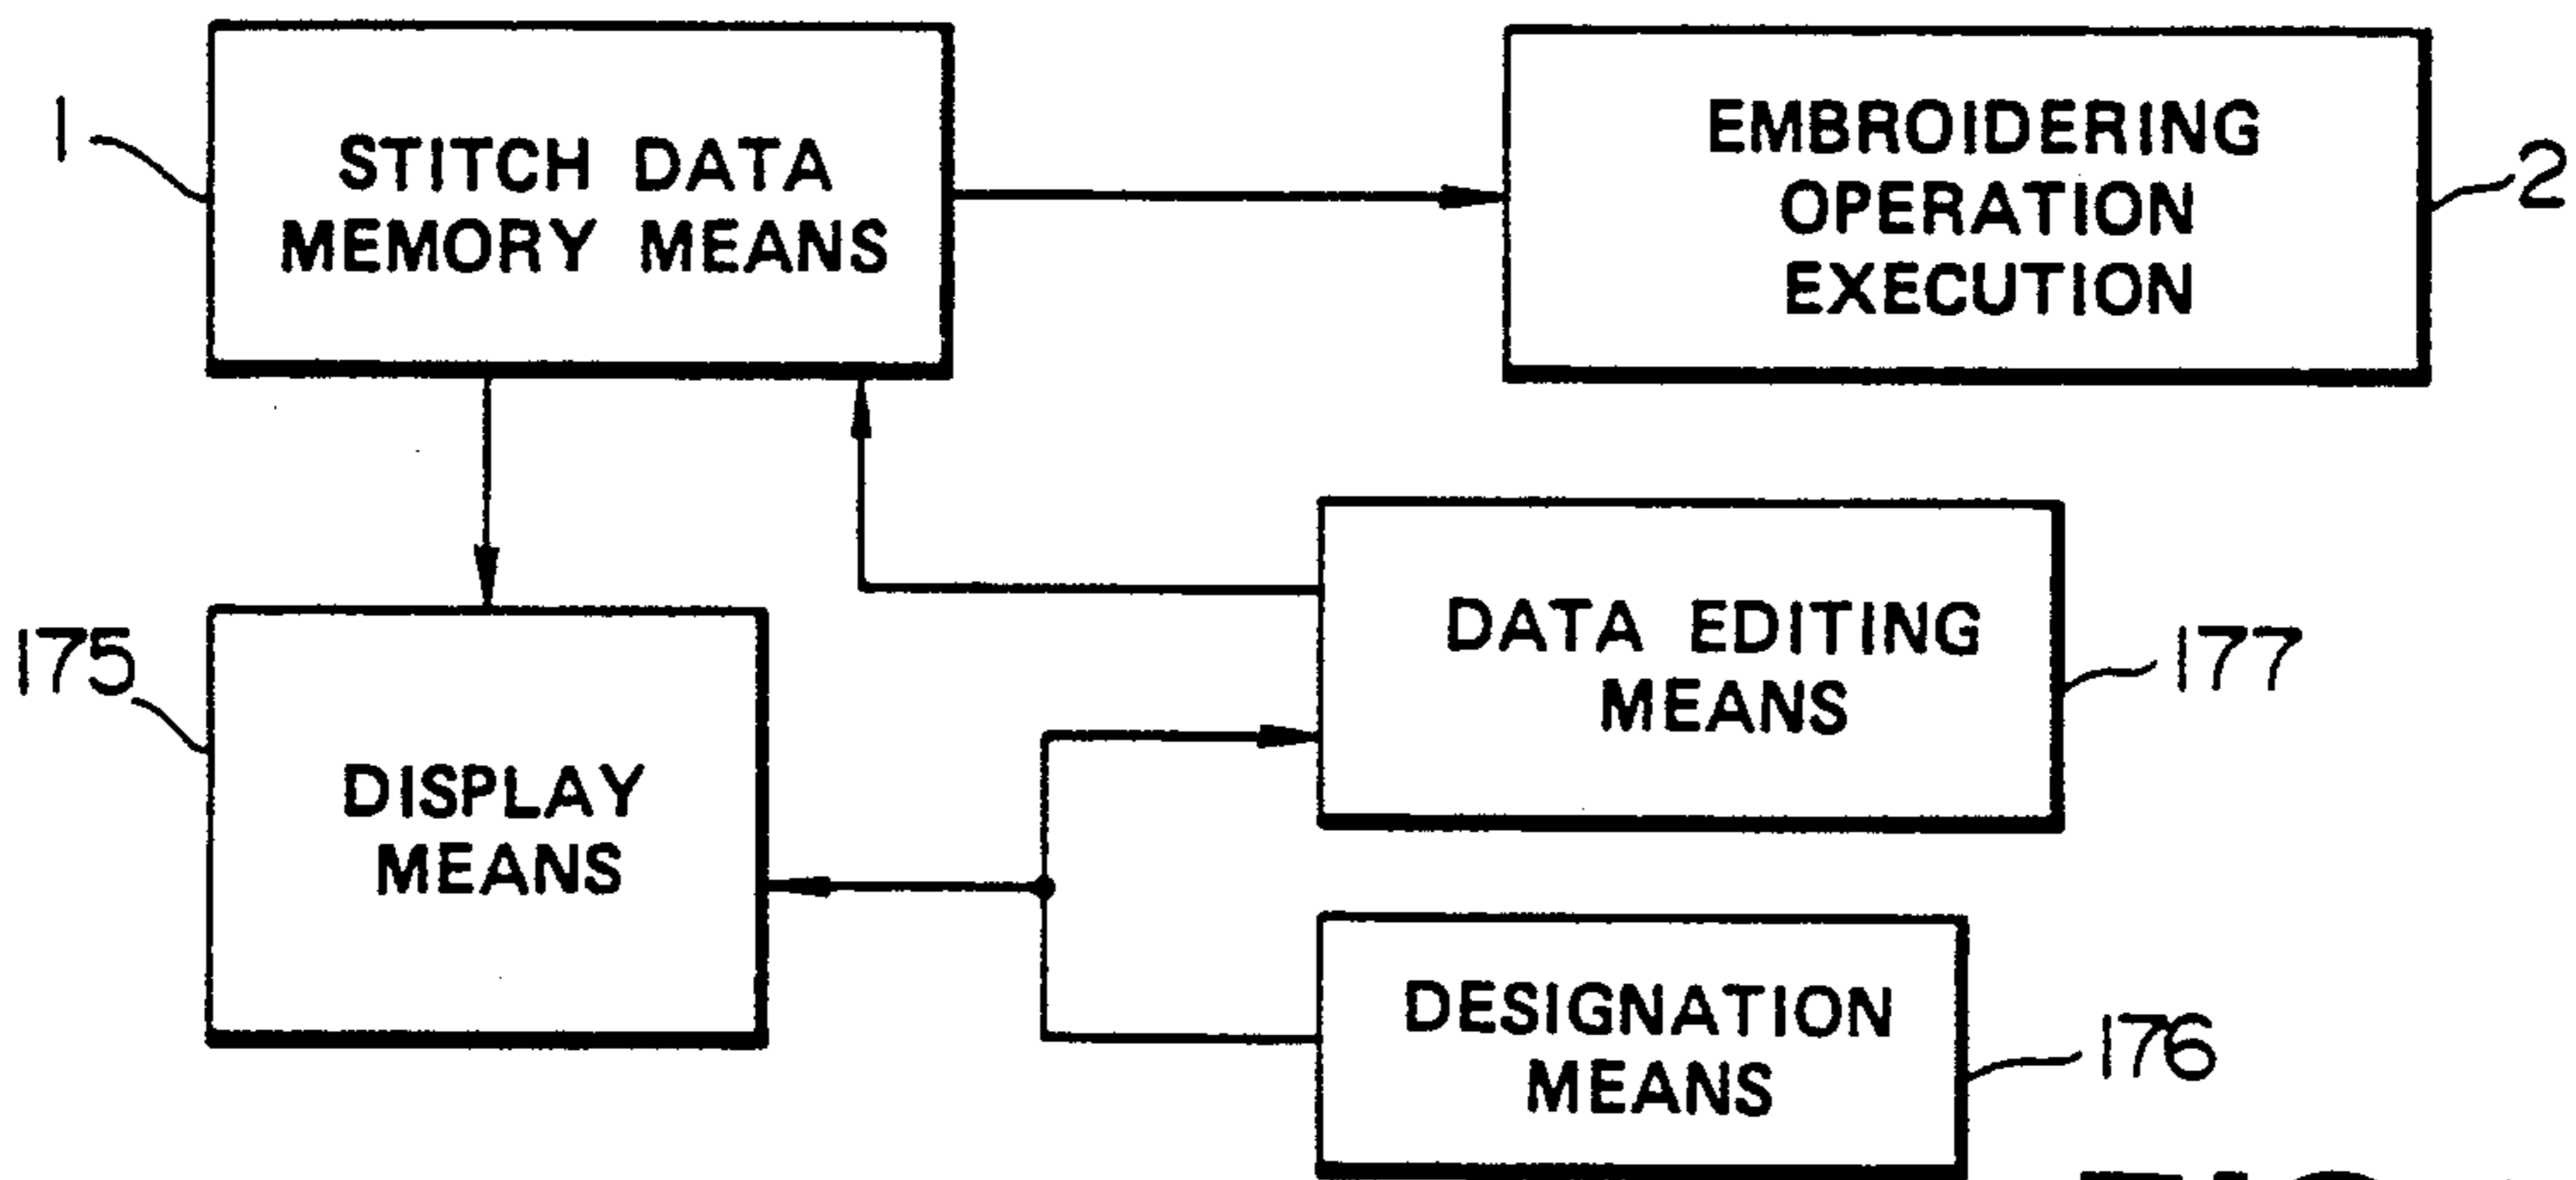 1
STITCH DATA
MEMORY MEANS
EMBROIDERING
OPERATION
EXECUTION
2
175
DISPLAY
MEANS
DATA EDITING
MEANS
177
DESIGNATION
MEANS
176